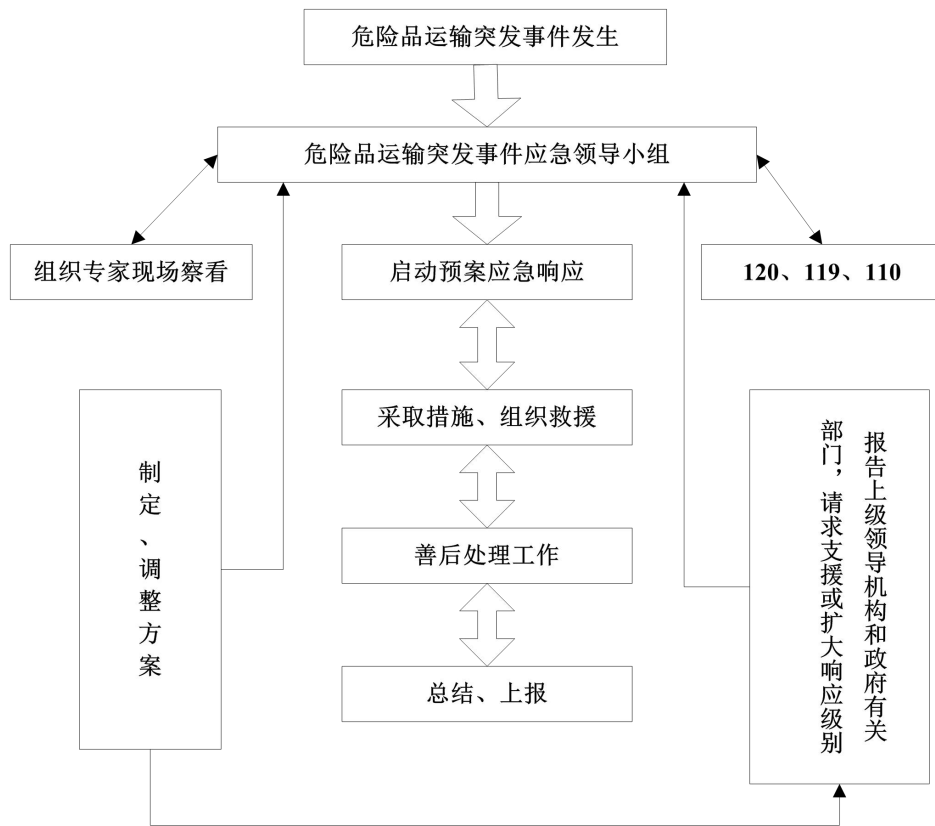 危险品运输突发事件发生
危险品运输突发事件应急领导小组
组织专家现场察看
启动预案应急响应
120、119、110
采取措施、组织救援
制定、调整方案
报告上级领导机构和政府有关
部门，请求支援或扩大响应级别
善后处理工作
总结、上报